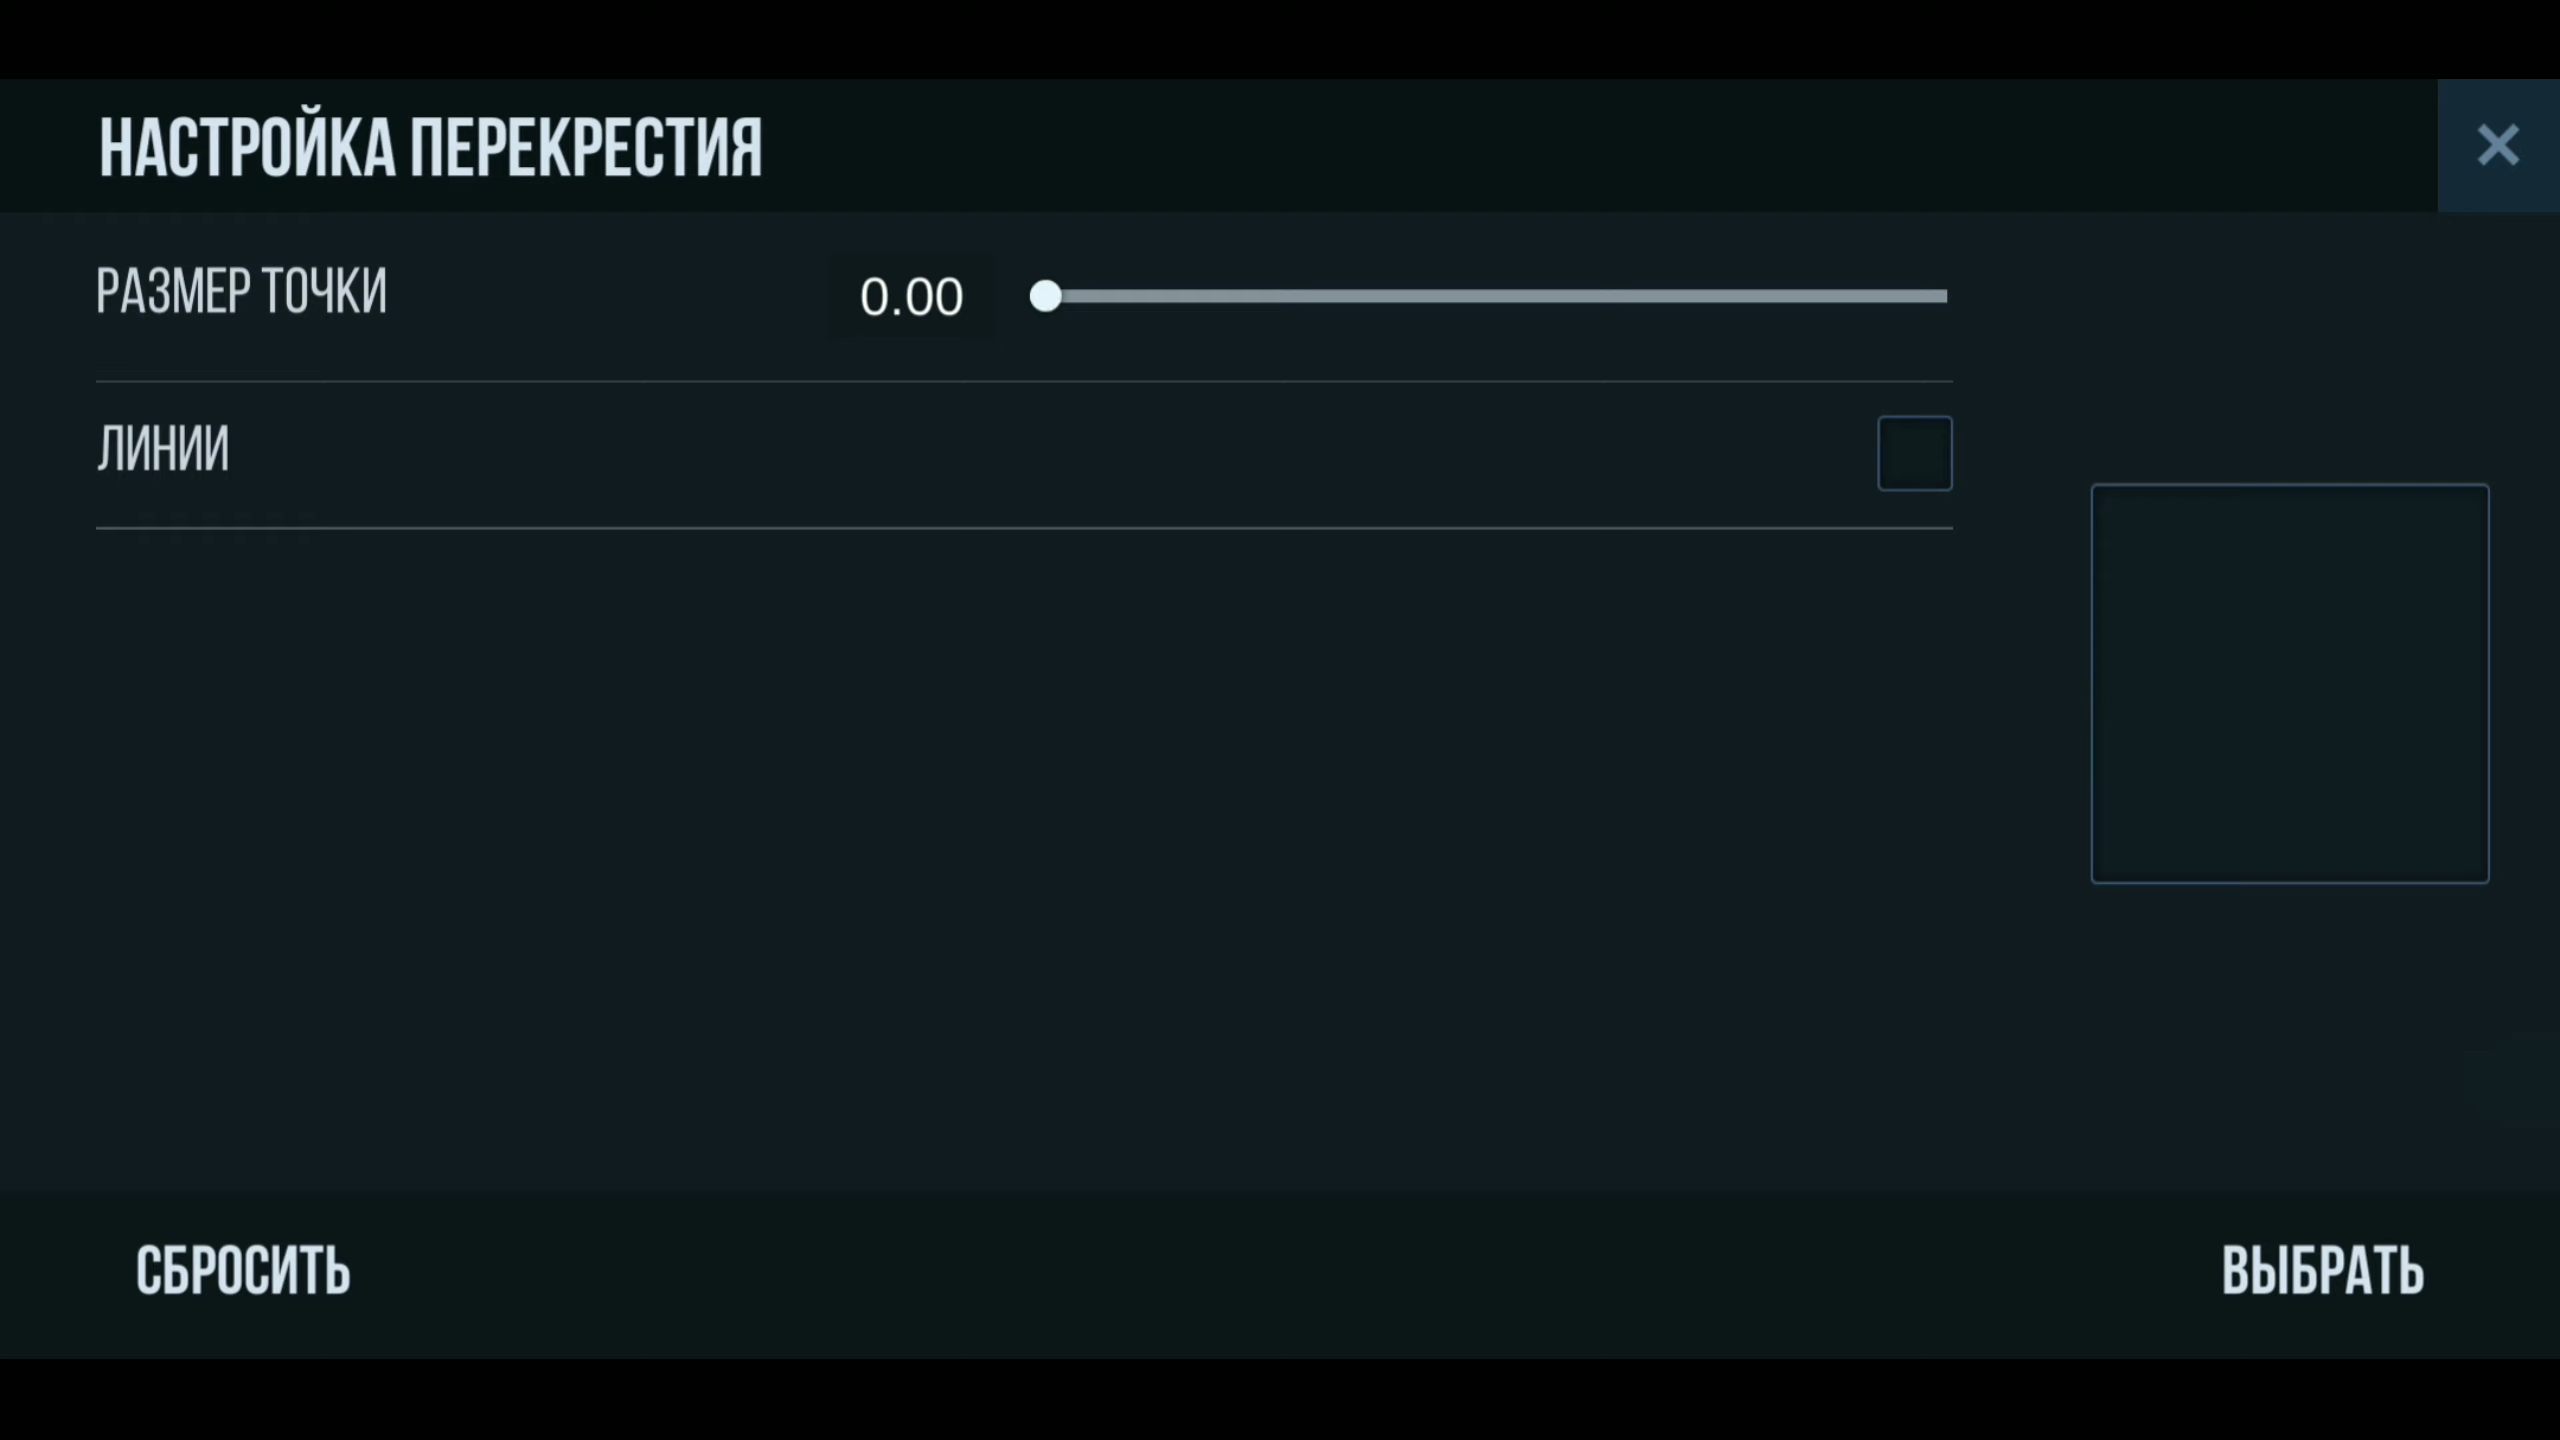 НАСТРОЙКА ПЕРЕКРЕСТИЯ
РАЗМЕР ТОЧКИ 0.00
ЛИНИИ
СБРОСИТЬ ВЫБРАТЬ